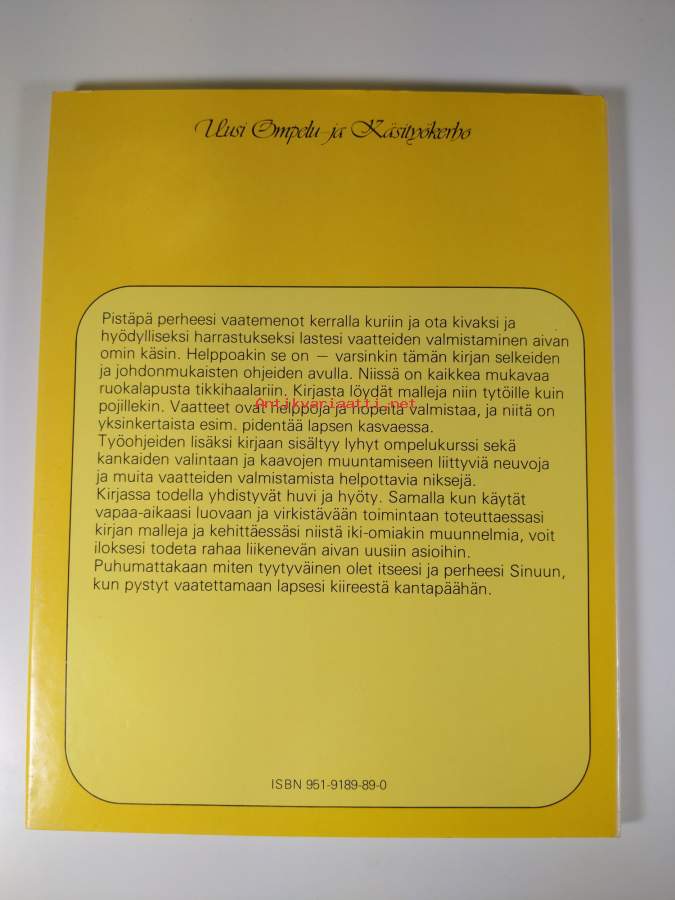 Uusi Ompelu- ja Käsityökerho
Pistäpä perheesi vaatemenot kerralla kuriin ja ota kivaksi ja
hyödylliseksi harrastukseksi lastesi vaatteiden valmistaminen aivan
omin käsin. Helppoakin se on — varsinkin tämän kirjan selkeiden
ja johdonmukaisten ohjeiden avulla. Niissä on kaikkea mukavaa
ruokalapusta tikkihaalariin. Kirjasta löydät malleja niin tytöille kuin
Antikvariaatti.net
pojillekin. Vaatteet ovat helppoja ja nopeita valmistaa, ja niitä on
yksinkertaista esim. pidentää lapsen kasvaessa.
Työohjeiden lisäksi kirjaan sisältyy lyhyt ompelukurssi sekä
kankaiden valintaan ja kaavojen muuntamiseen liittyviä neuvoja
ja muita vaatteiden valmistamista helpottavia niksejä.
Kirjassa todella yhdistyvät huvi ja hyöty. Samalla kun käytät
vapaa-aikaasi luovaan ja virkistävään toimintaan toteuttaessasi
kirjan malleja ja kehittäessäsi niistä iki-omiakin muunnelmia, voit
iloksesi todeta rahaa liikenevän aivan uusiin asioihin.
Puhumattakaan miten tyytyväinen olet itseesi ja perheesi Sinuun,
kun pystyt vaatettamaan lapsesi kiireestä kantapäähän.
ISBN 951-9189-89-0